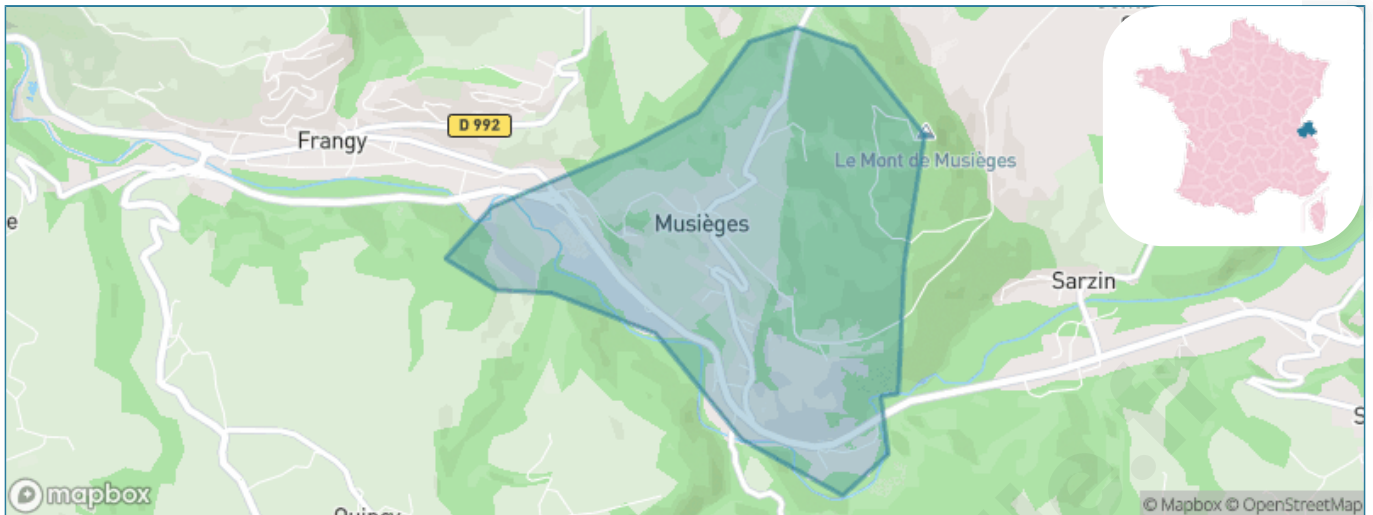 D 992
Frangy
Le Mont de Musièges
Musièges
e
Sarzin
mapbox
© Mapbox © OpenStreetMap